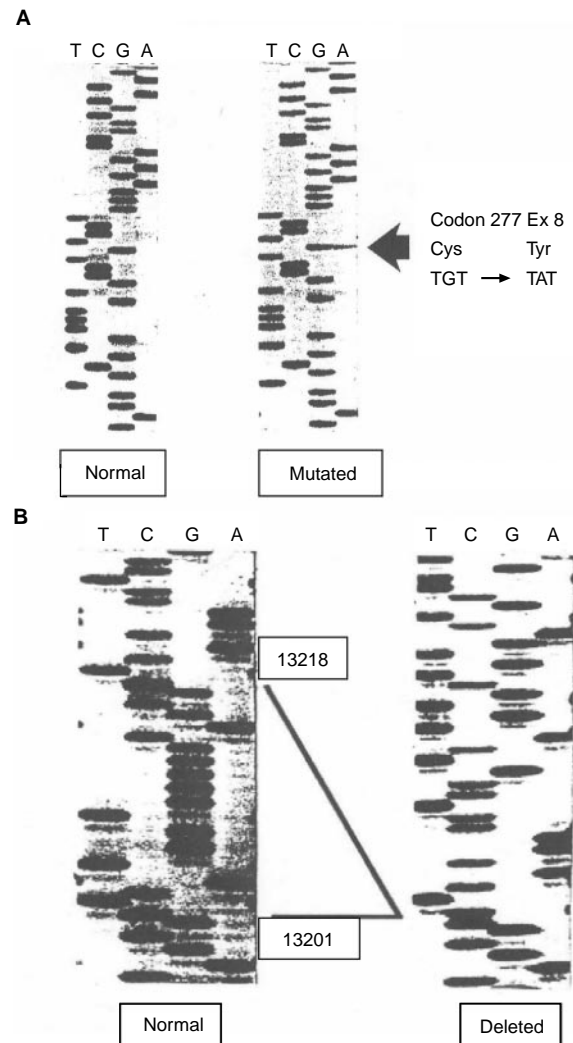 A
T C G A
T C G A
Codon 277 Ex 8
Cys Tyr
TGT → TAT
Normal
Mutated
B
T C G A
T C G A
13218
13201
Normal
Deleted